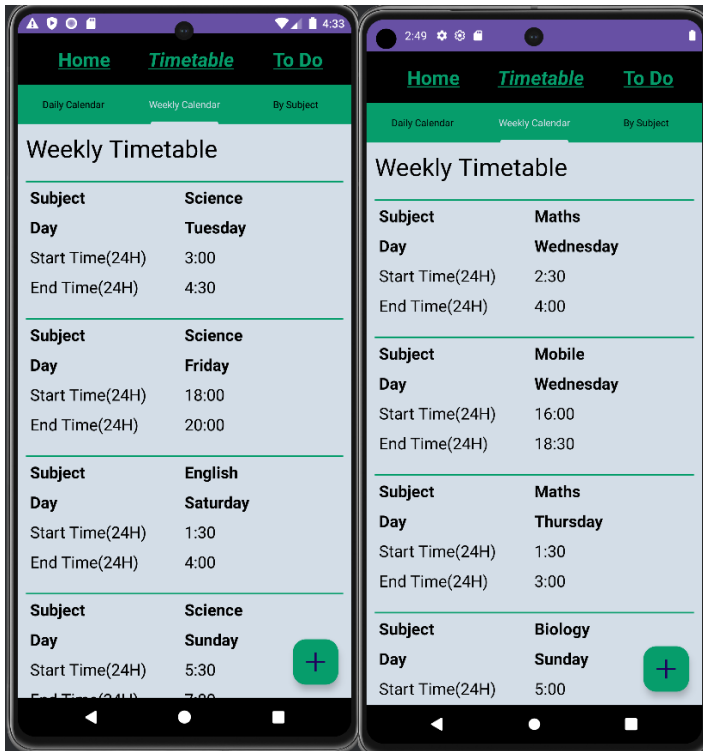 4:33
Home Timetable To Do
Daily Calendar Weekly Calendar By Subject
Weekly Timetable
Subject Science
Day Tuesday
Start Time(24H) 3:00
End Time(24H) 4:30
Subject Science
Day Friday
Start Time(24H) 18:00
End Time(24H) 20:00
Subject English
Day Saturday
Start Time(24H) 1:30
End Time(24H) 4:00
Subject Science
Day Sunday
Start Time(24H) 5:30
End Time(24H) 7:00
2:49
Home Timetable To Do
Daily Calendar Weekly Calendar By Subject
Weekly Timetable
Subject Maths
Day Wednesday
Start Time(24H) 2:30
End Time(24H) 4:00
Subject Mobile
Day Wednesday
Start Time(24H) 16:00
End Time(24H) 18:30
Subject Maths
Day Thursday
Start Time(24H) 1:30
End Time(24H) 3:00
Subject Biology
Day Sunday
Start Time(24H) 5:00